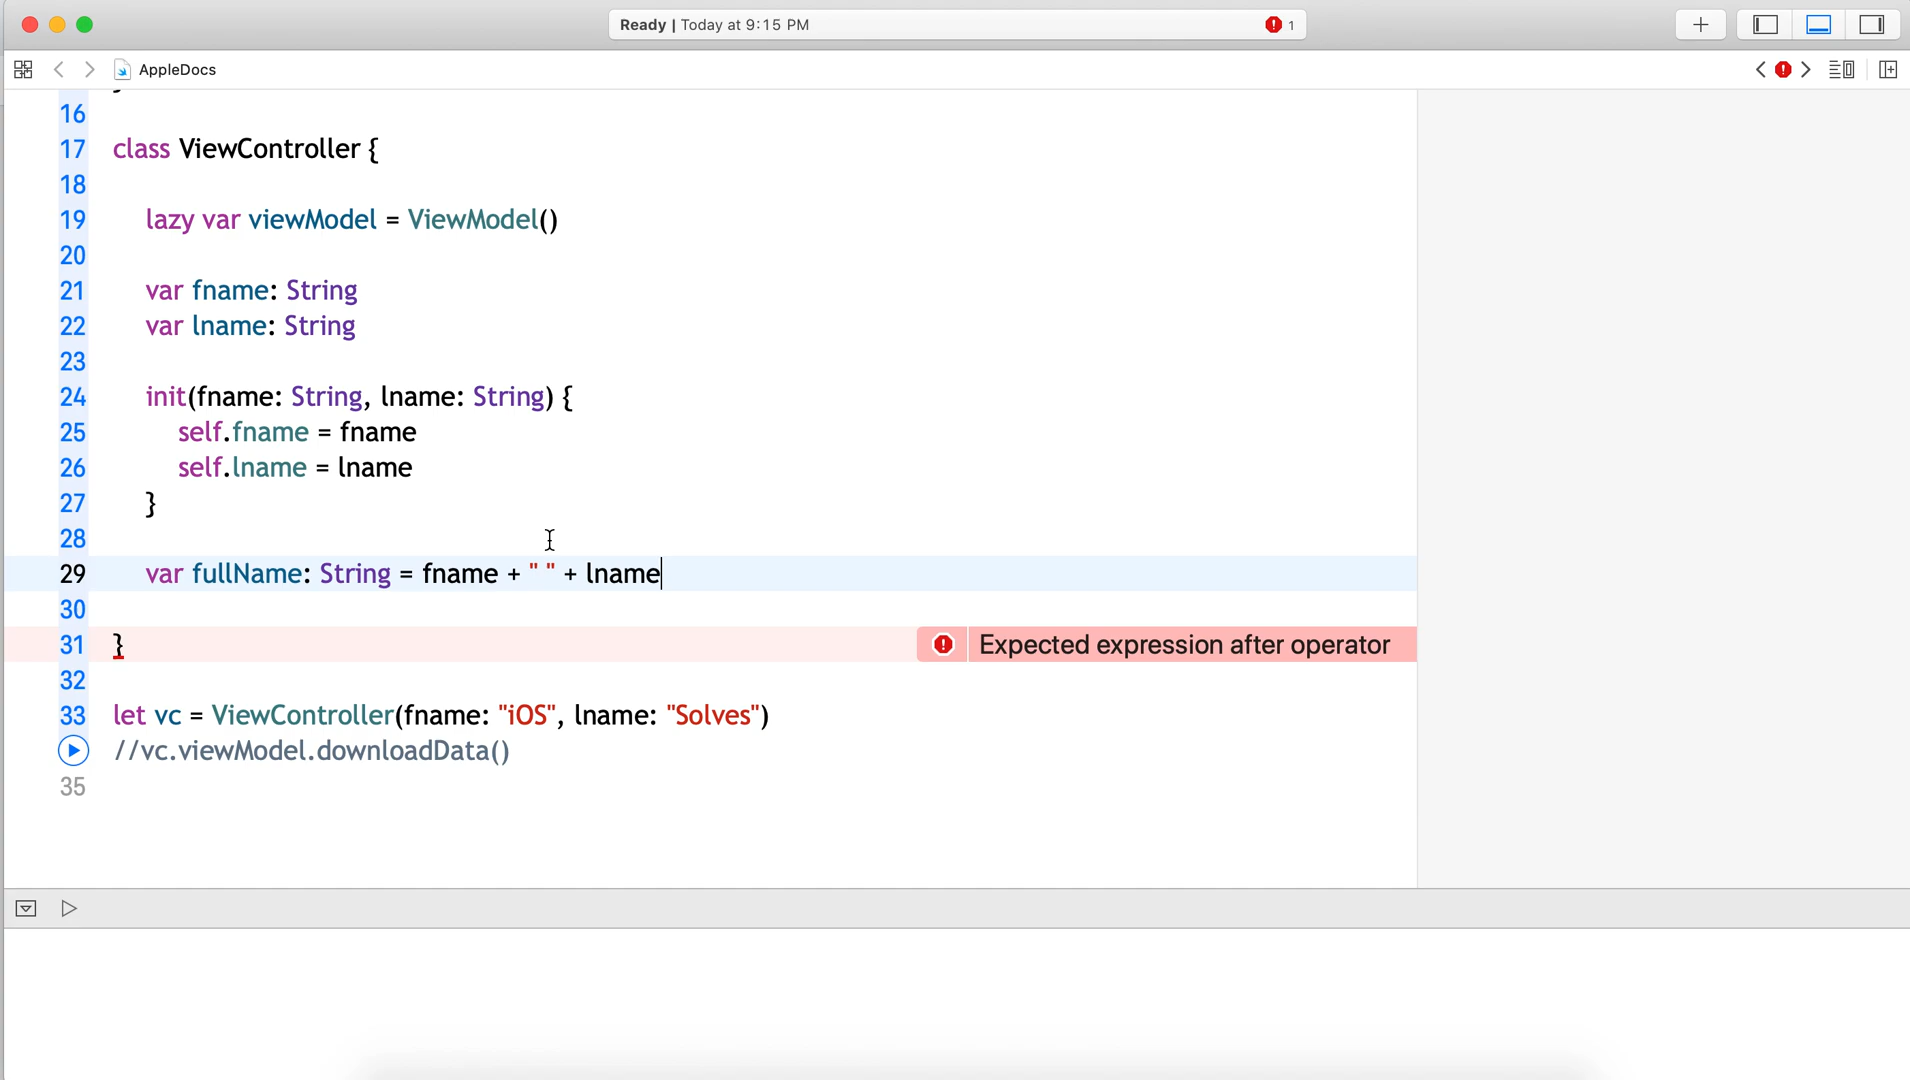 Ready | Today at 9:15 PM
1
AppleDocs
16
17 class ViewController {
18
19 lazy var viewModel = ViewModel()
20
21 var fname: String
22 var lname: String
23
24 init(fname: String, lname: String) {
25 self.fname = fname
26 self.lname = lname
27 }
28
29 var fullName: String = fname + " " + lname
30
31 } Expected expression after operator
32
33 let vc = ViewController(fname: "iOS", lname: "Solves")
//vc.viewModel.downloadData()
35